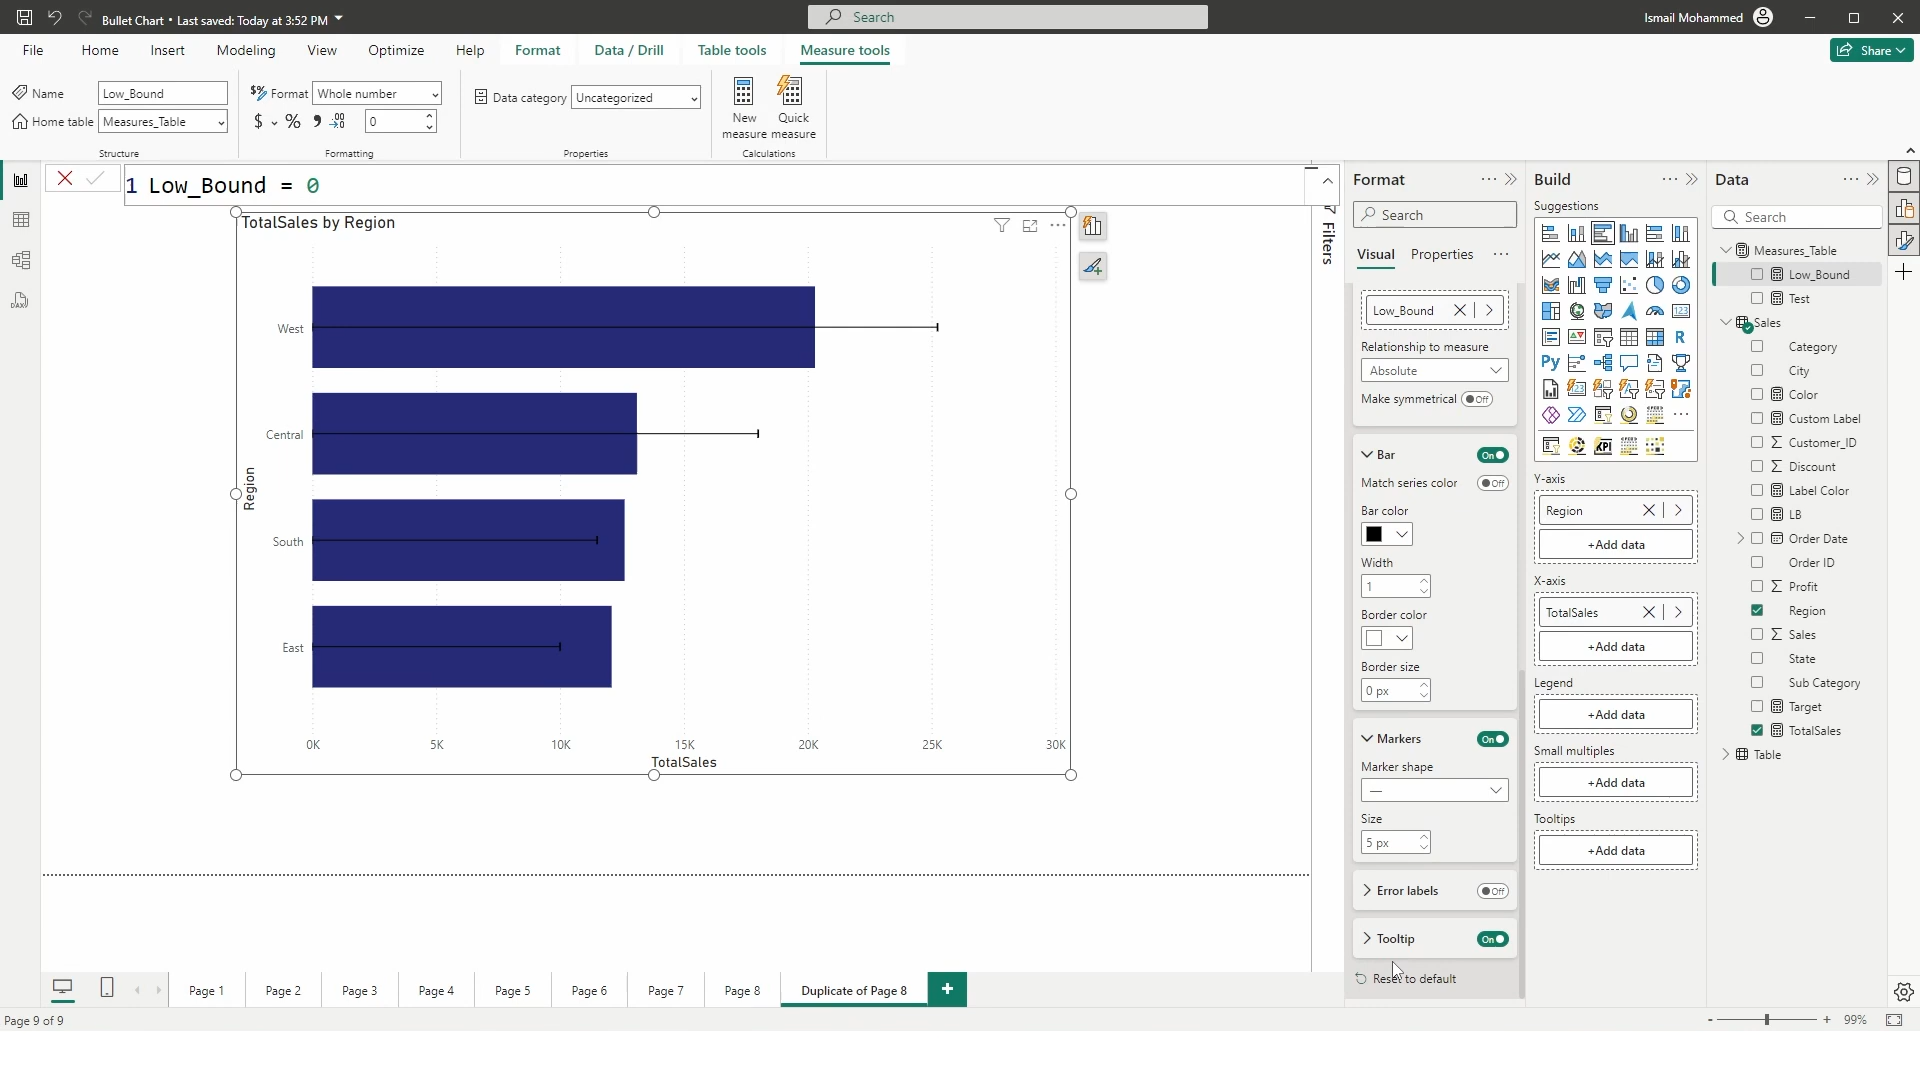 Bullet Chart • Last saved: Today at 3:52 PM
Search
Ismail Mohammed
File
Home
Insert
Modeling
View
Optimize
Help
Format
Data / Drill
Table tools
Measure tools
Share
Name
Low_Bound
Home table
Measures_Table
Structure
Format
Whole number
$
%
0
Formatting
Data category
Uncategorized
Properties
New measure
Quick measure
Calculations
1 Low_Bound = 0
TotalSales by Region
West
Central
South
East
Region
0K
5K
10K
15K
20K
25K
30K
TotalSales
Filters
Format
Search
Visual
Properties
Low_Bound
Relationship to measure
Absolute
Make symmetrical
Off
Bar
On
Match series color
Off
Bar color
Width
1
Border color
Border size
0 px
Markers
On
Marker shape
Size
5 px
Error labels
Off
Tooltip
On
Reset to default
Build
Suggestions
123
R
Py
KPI
Y-axis
Region
+Add data
X-axis
TotalSales
+Add data
Legend
+Add data
Small multiples
+Add data
Tooltips
+Add data
Data
Search
Measures_Table
Low_Bound
Test
Sales
Category
City
Color
Custom Label
Customer_ID
Discount
Label Color
LB
Order Date
Order ID
Profit
Region
Sales
State
Sub Category
Target
TotalSales
Table
Page 1
Page 2
Page 3
Page 4
Page 5
Page 6
Page 7
Page 8
Duplicate of Page 8
Page 9 of 9
99%